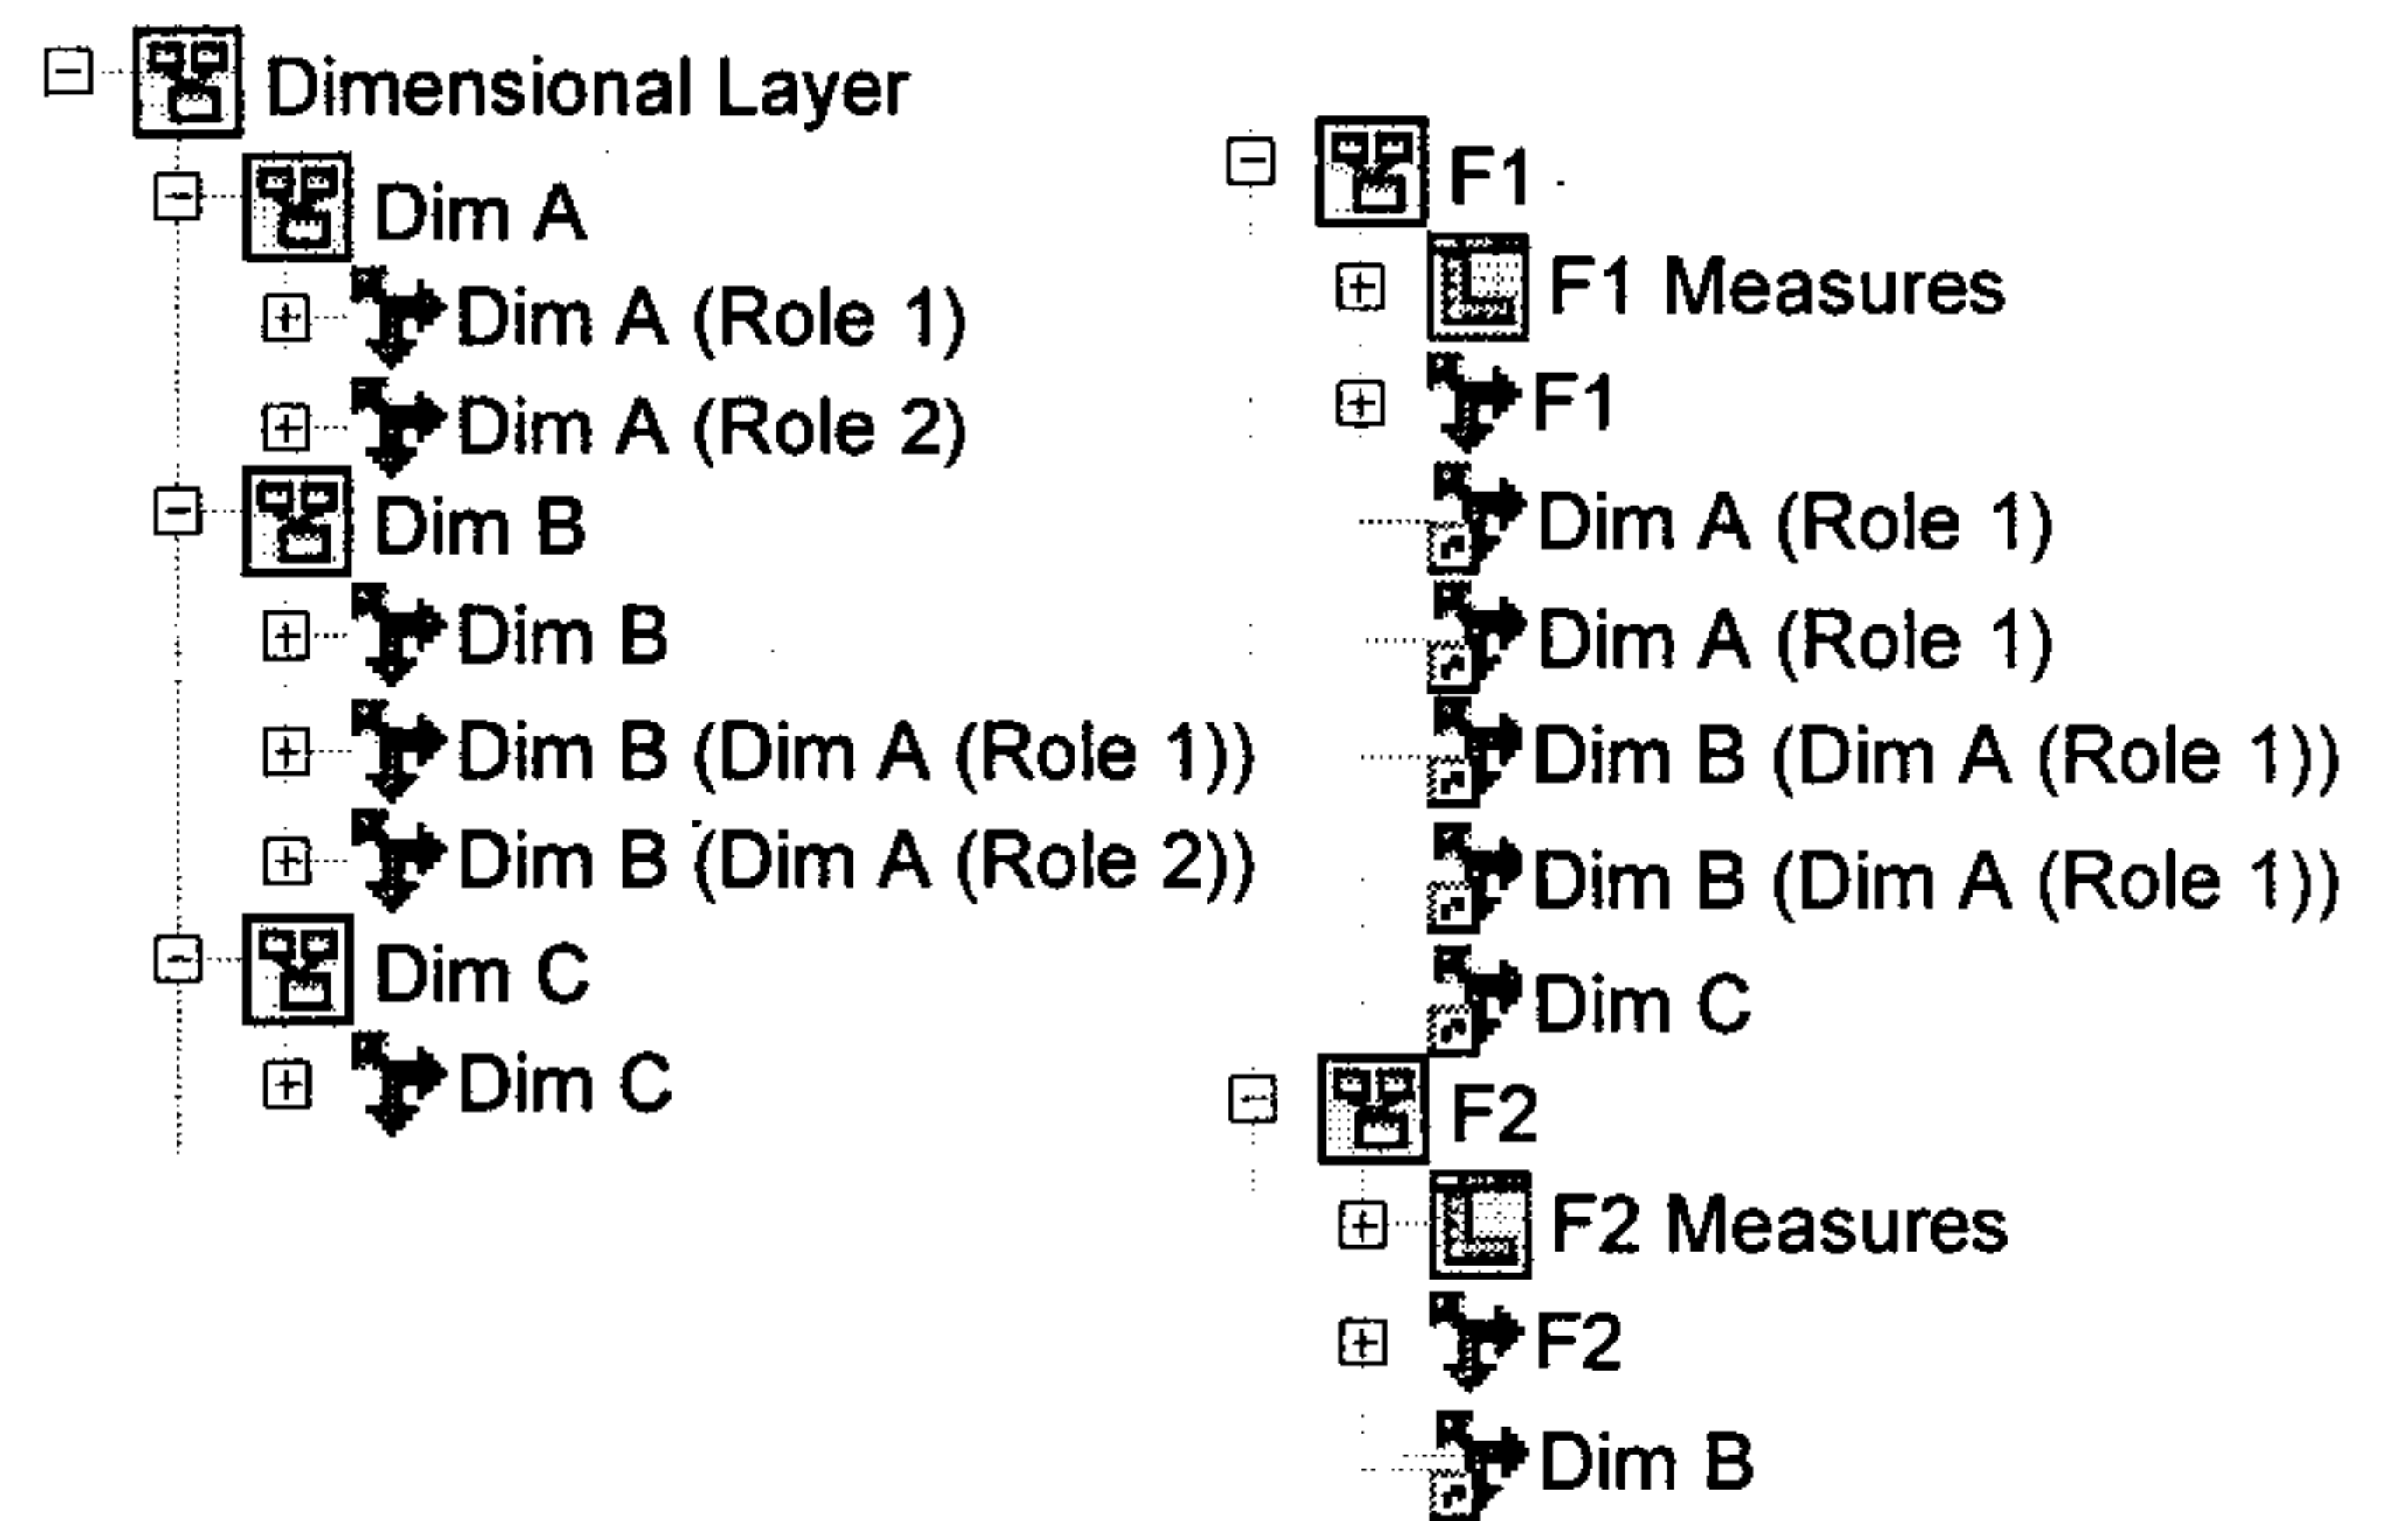 Dimensional Layer
Dim A
Dim A (Role 1)
Dim A (Role 2)
Dim B
Dim B
Dim B (Dim A (Role 1))
Dim B (Dim A (Role 2))
Dim C
Dim C
F1
F1 Measures
F1
Dim A (Role 1)
Dim A (Role 1)
Dim B (Dim A (Role 1))
Dim B (Dim A (Role 1))
Dim C
F2
F2 Measures
F2
Dim B